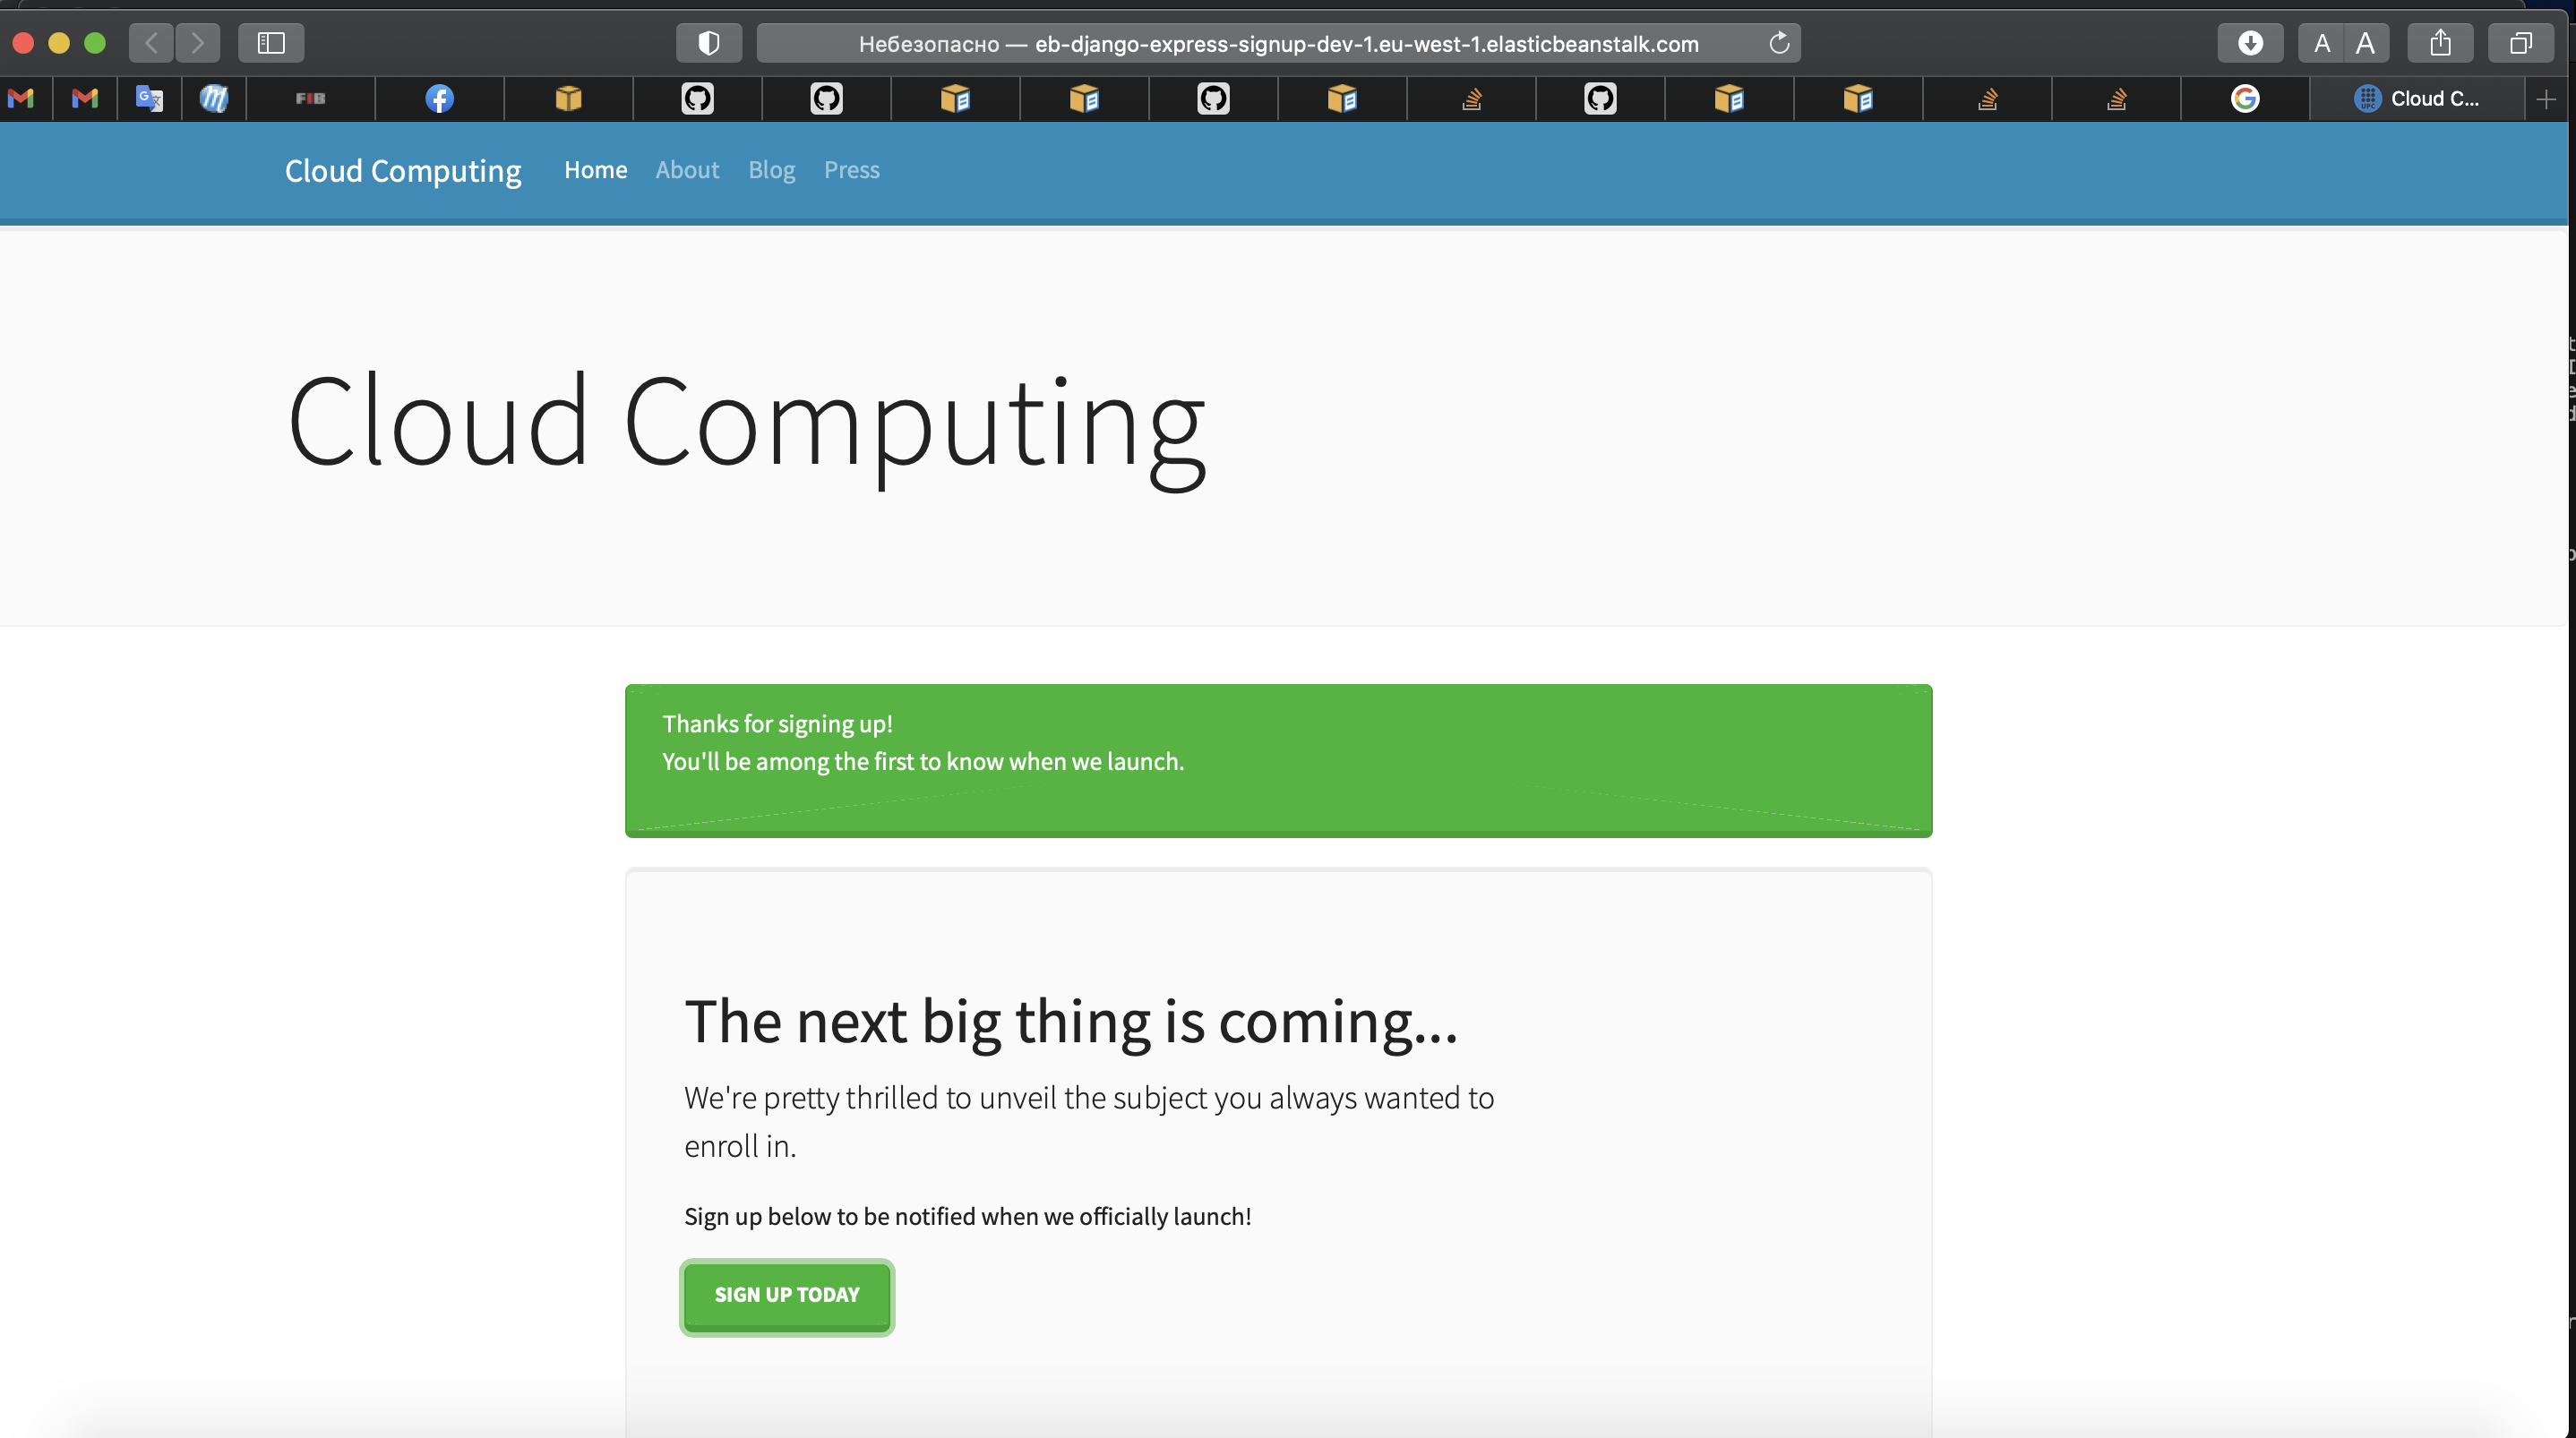 Небезопасно — eb-django-express-signup-dev-1.eu-west-1.elasticbeanstalk.com
A A
FIB
Cloud C...
Cloud Computing Home About Blog Press
Cloud Computing
Thanks for signing up!
You'll be among the first to know when we launch.
The next big thing is coming...
We're pretty thrilled to unveil the subject you always wanted to
enroll in.
Sign up below to be notified when we officially launch!
SIGN UP TODAY